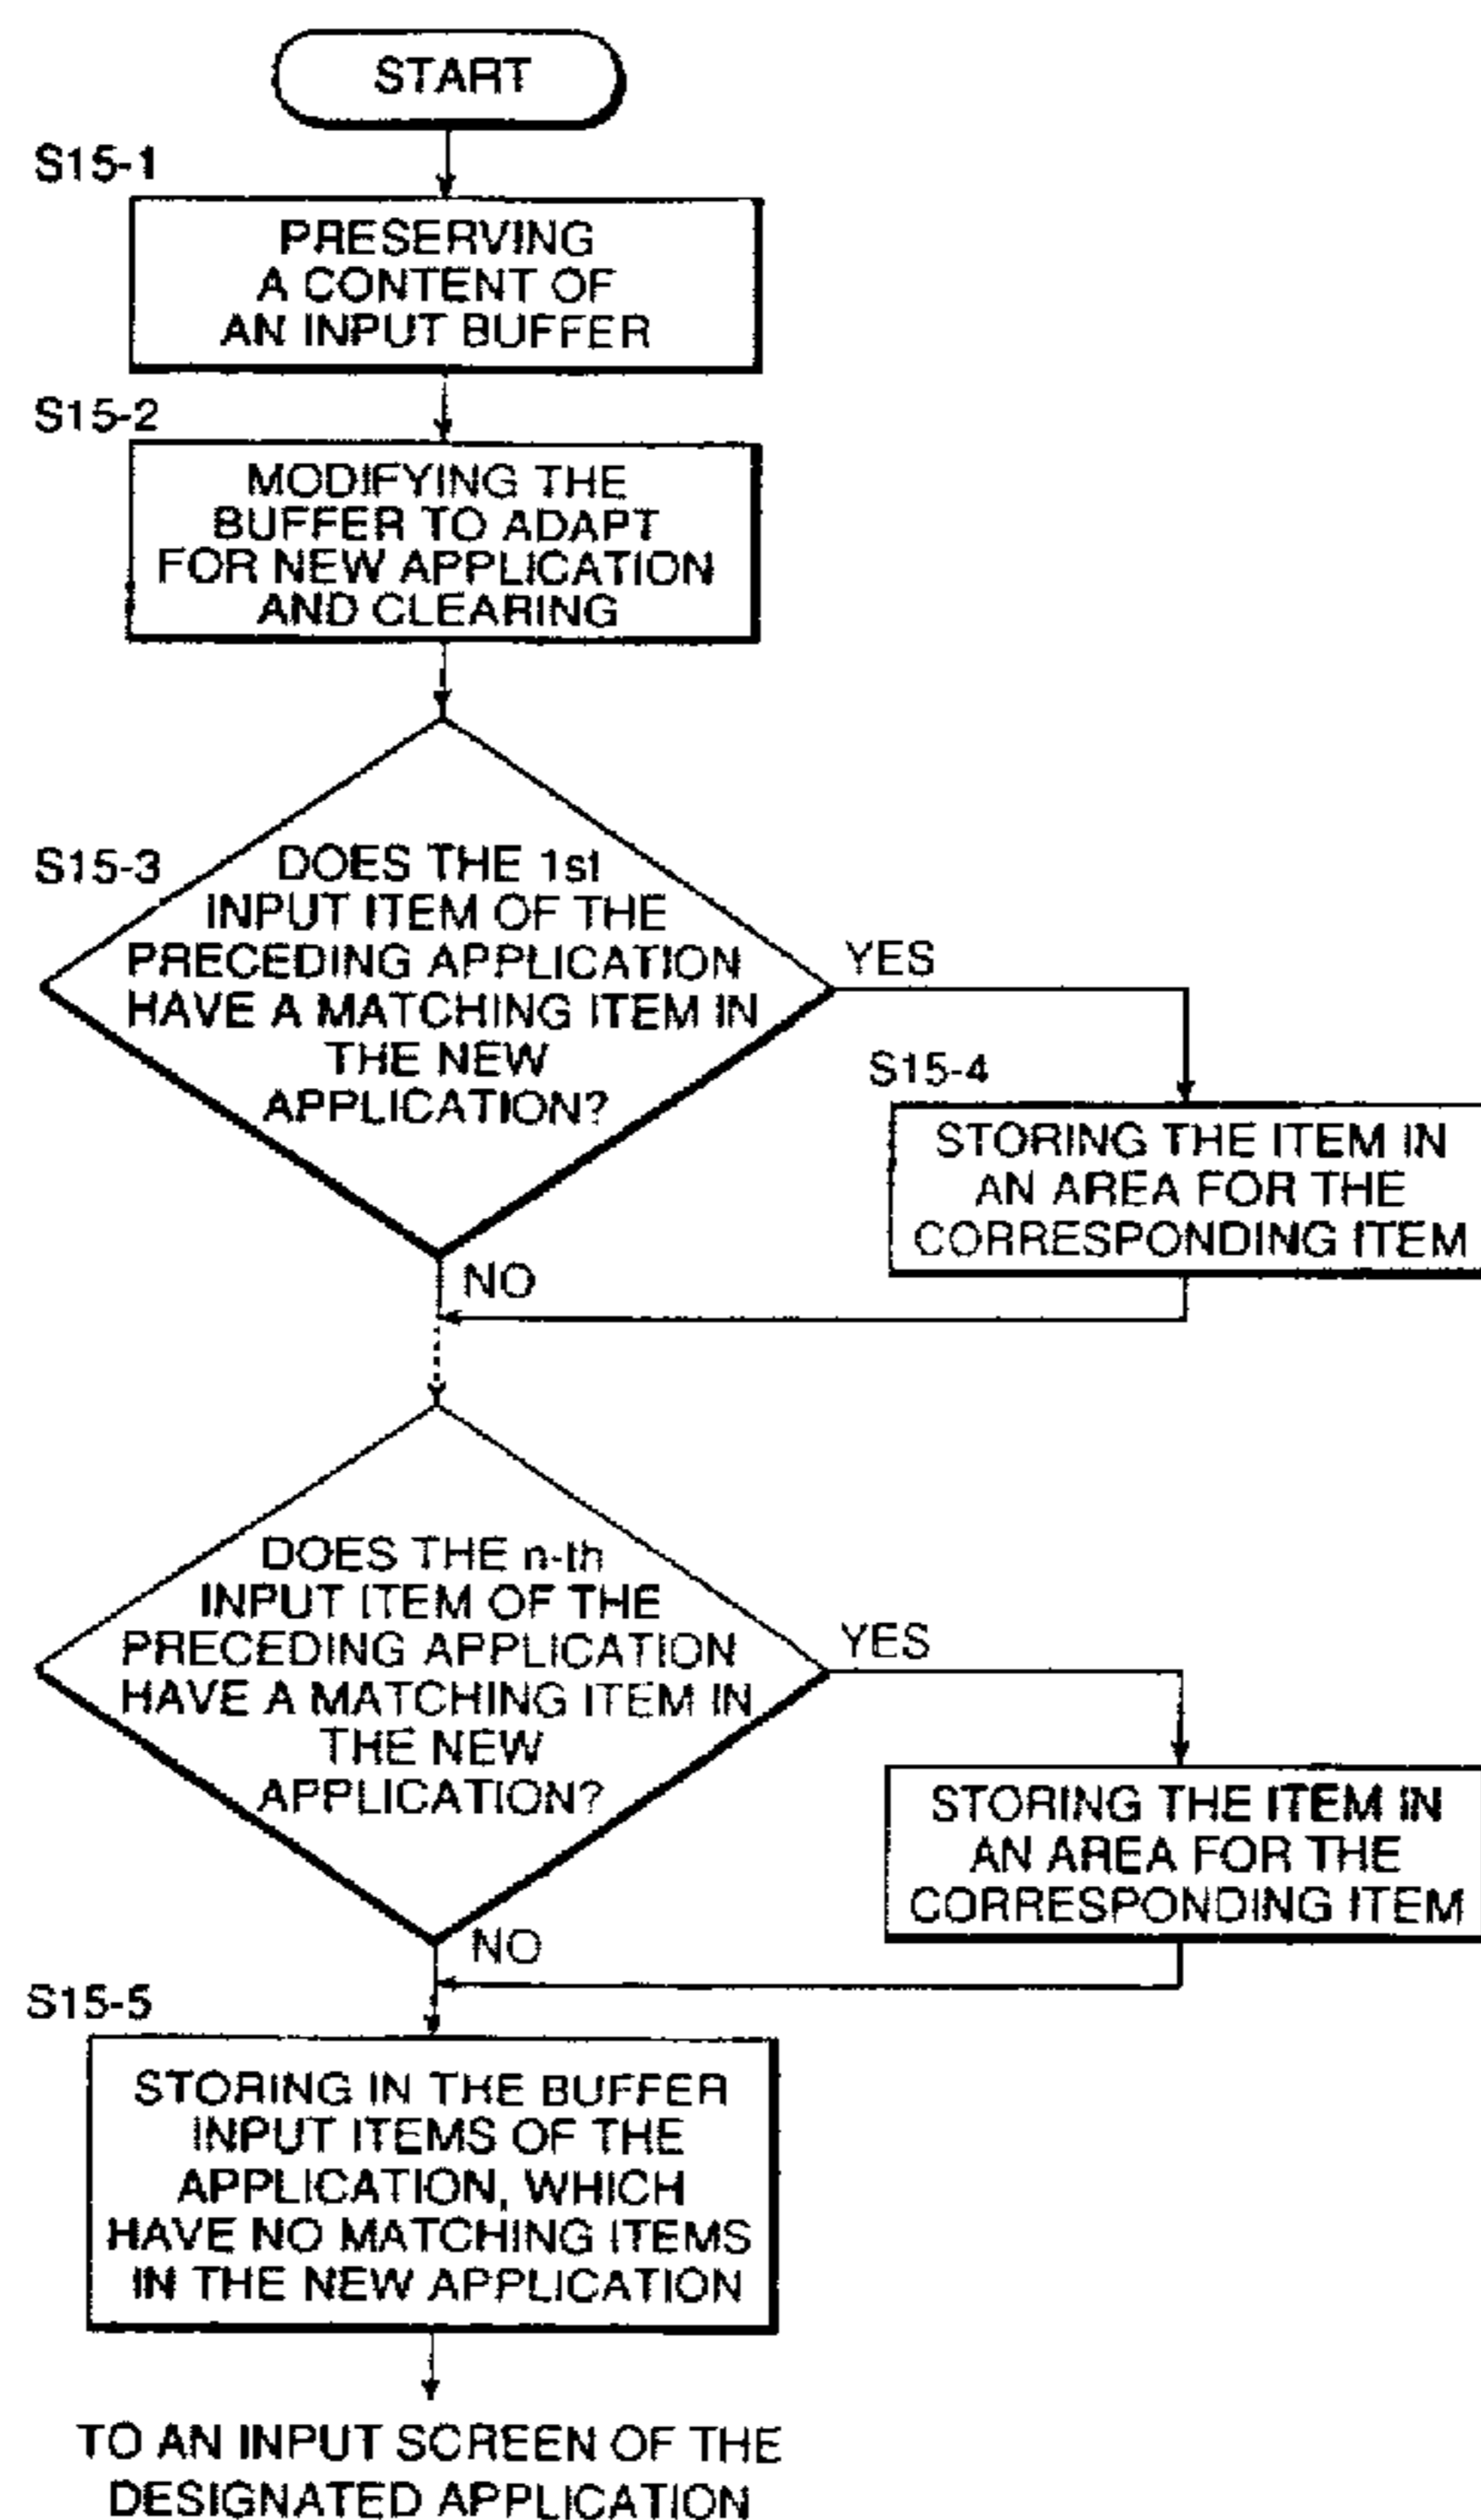 START
S15-1
PRESERVING
A CONTENT OF
AN INPUT BUFFER
S15-2
MODIFYING THE
BUFFER TO ADAPT
FOR NEW APPLICATION
AND CLEARING
S15-3
DOES THE 1st
INPUT ITEM OF THE
PRECEDING APPLICATION
HAVE A MATCHING ITEM IN
THE NEW
APPLICATION?
YES
S15-4
STORING THE ITEM IN
AN AREA FOR THE
CORRESPONDING ITEM
NO
DOES THE n-th
INPUT ITEM OF THE
PRECEDING APPLICATION
HAVE A MATCHING ITEM IN
THE NEW
APPLICATION?
YES
STORING THE ITEM IN
AN AREA FOR THE
CORRESPONDING ITEM
NO
S15-5
STORING IN THE BUFFER
INPUT ITEMS OF THE
APPLICATION, WHICH
HAVE NO MATCHING ITEMS
IN THE NEW APPLICATION
TO AN INPUT SCREEN OF THE
DESIGNATED APPLICATION